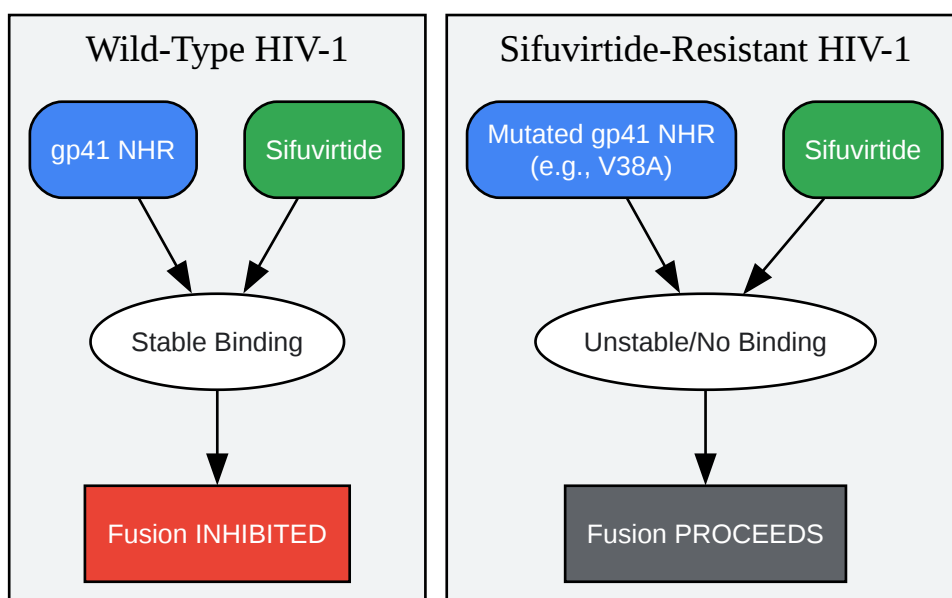 Wild-Type HIV-1
gp41 NHR
Sifuvirtide
Stable Binding
Fusion INHIBITED
Sifuvirtide-Resistant HIV-1
Mutated gp41 NHR
(e.g., V38A)
Sifuvirtide
Unstable/No Binding
Fusion PROCEEDS